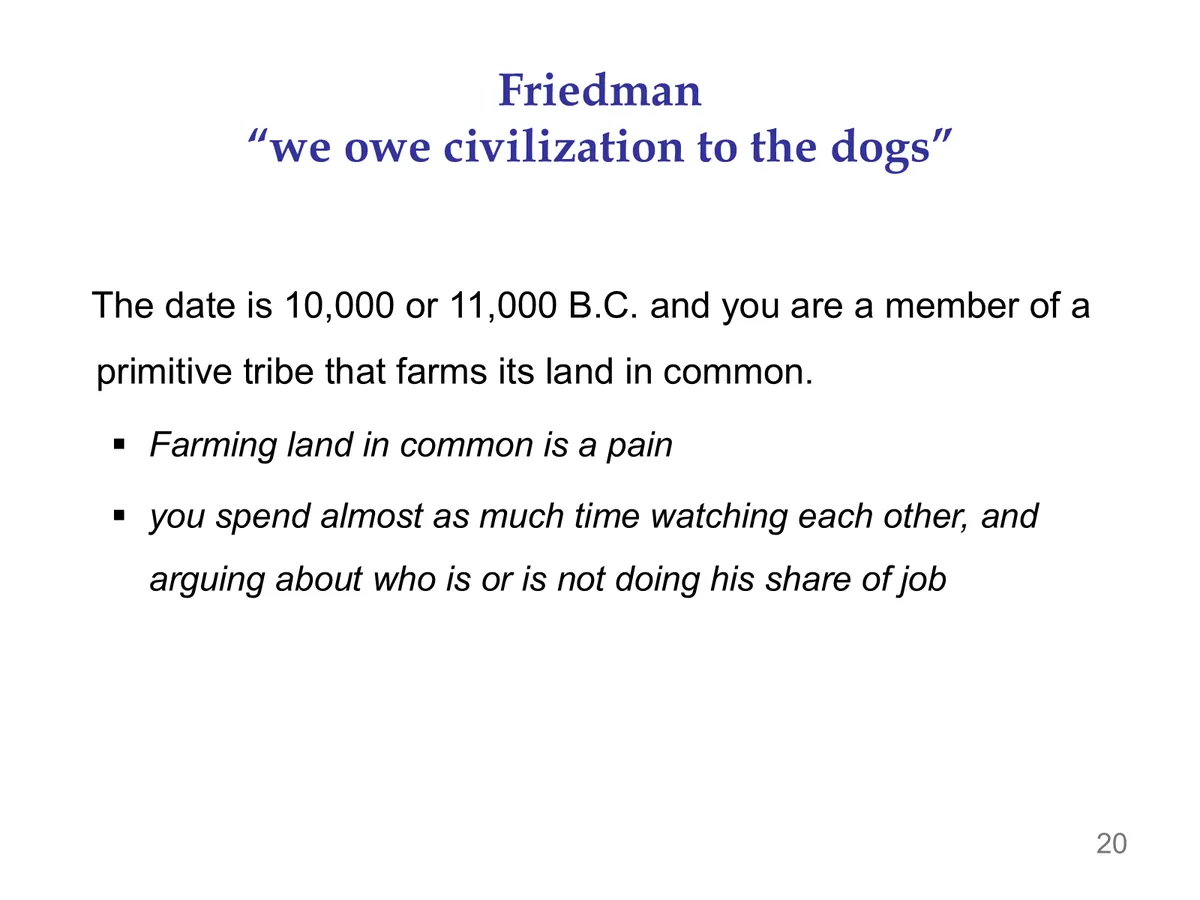 Friedman
“we owe civilization to the dogs”
The date is 10,000 or 11,000 B.C. and you are a member of a
primitive tribe that farms its land in common.
▪ Farming land in common is a pain
▪ you spend almost as much time watching each other, and
arguing about who is or is not doing his share of job
20